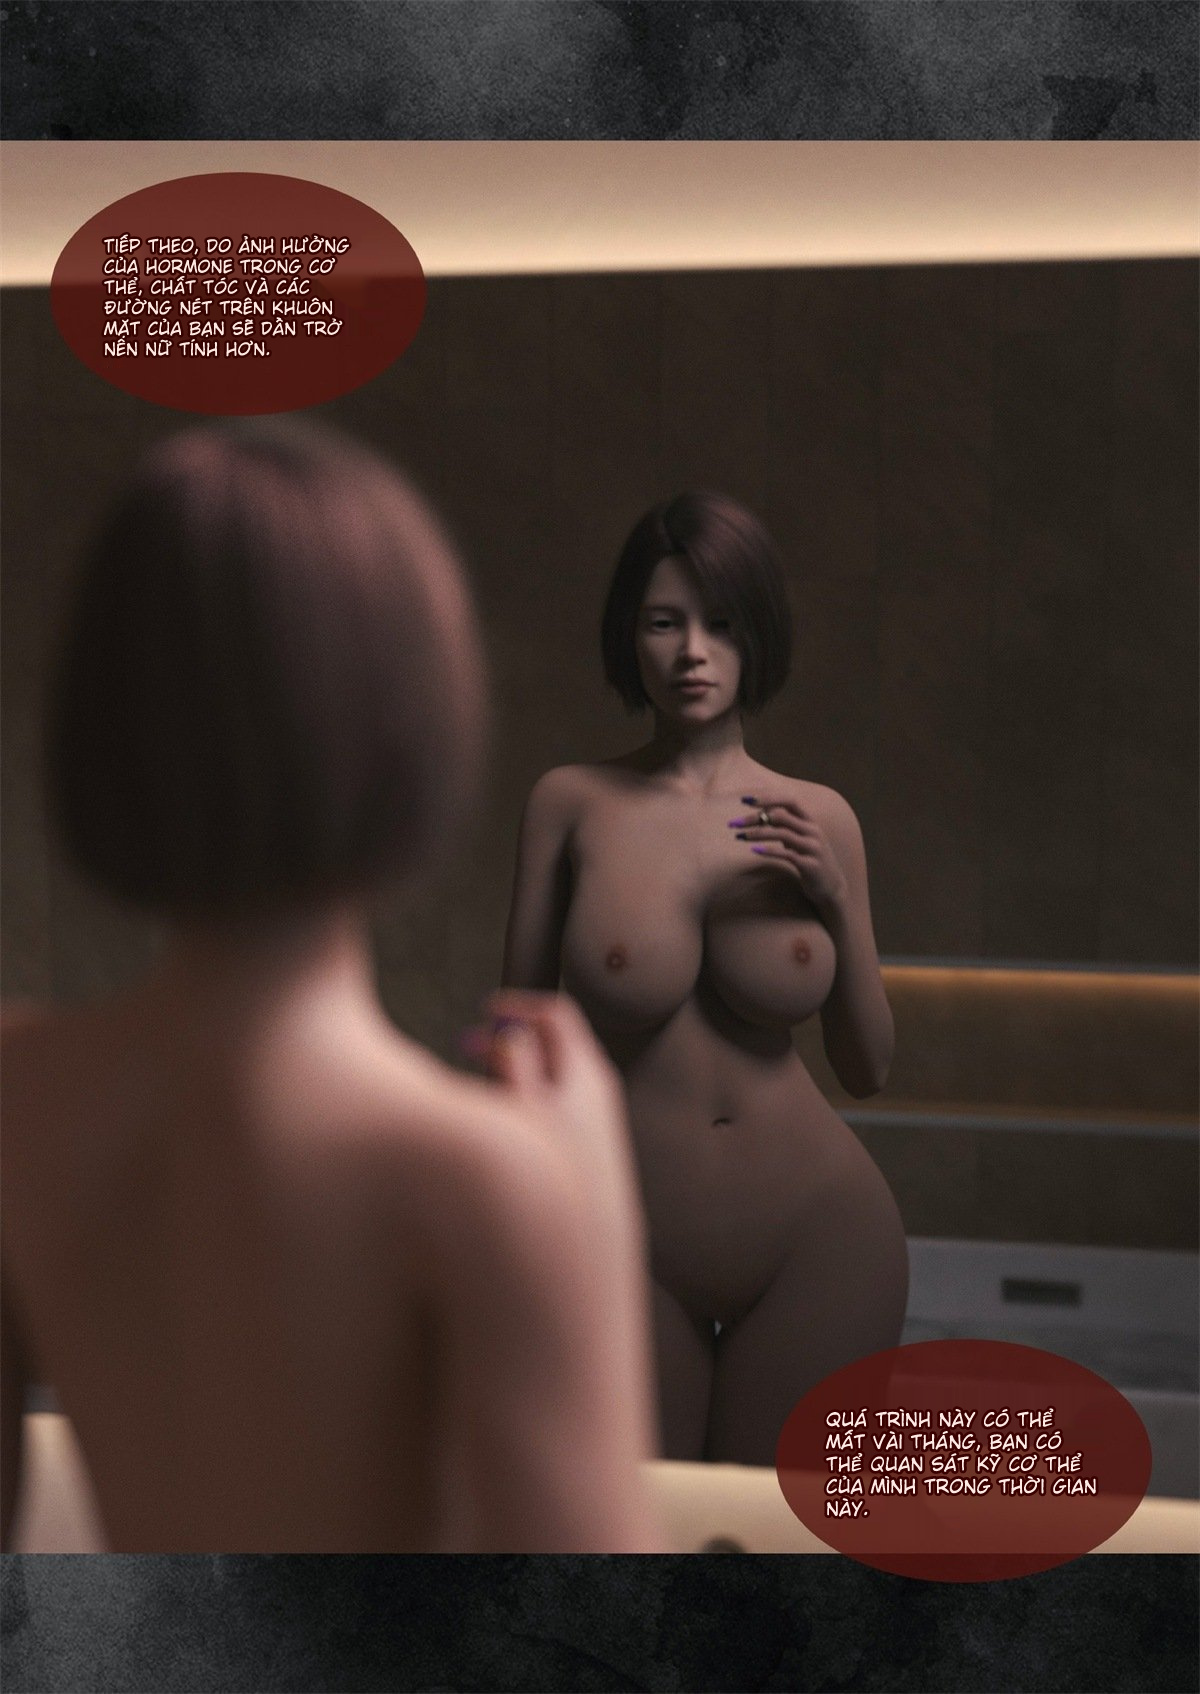 TIẾP THEO, DO ẢNH HƯỞNG
CỦA HORMONE TRONG CƠ
THỂ, CHẤT TÓC VÀ CÁC
ĐƯỜNG NÉT TRÊN KHUÔN
MẶT CỦA BẠN SẼ DẦN TRỞ
NÊN NỮ TÍNH HƠN.
QUÁ TRÌNH NÀY CÓ THỂ
MẤT VÀI THÁNG, BẠN CÓ
THỂ QUAN SÁT KỸ CƠ THỂ
CỦA MÌNH TRONG THỜI GIAN
NÀY.